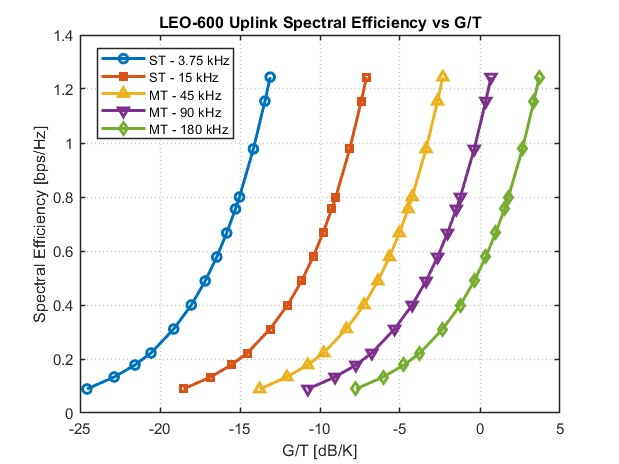 LEO-600 Uplink Spectral Efficiency vs G/T
1.4
1.2
1
0.8
0.6
0.4
0.2
0
Spectral Efficiency [bps/Hz]
ST - 3.75 kHz
ST - 15 kHz
MT - 45 kHz
MT - 90 kHz
MT - 180 kHz
-25 -20 -15 -10 -5 0 5
G/T [dB/K]